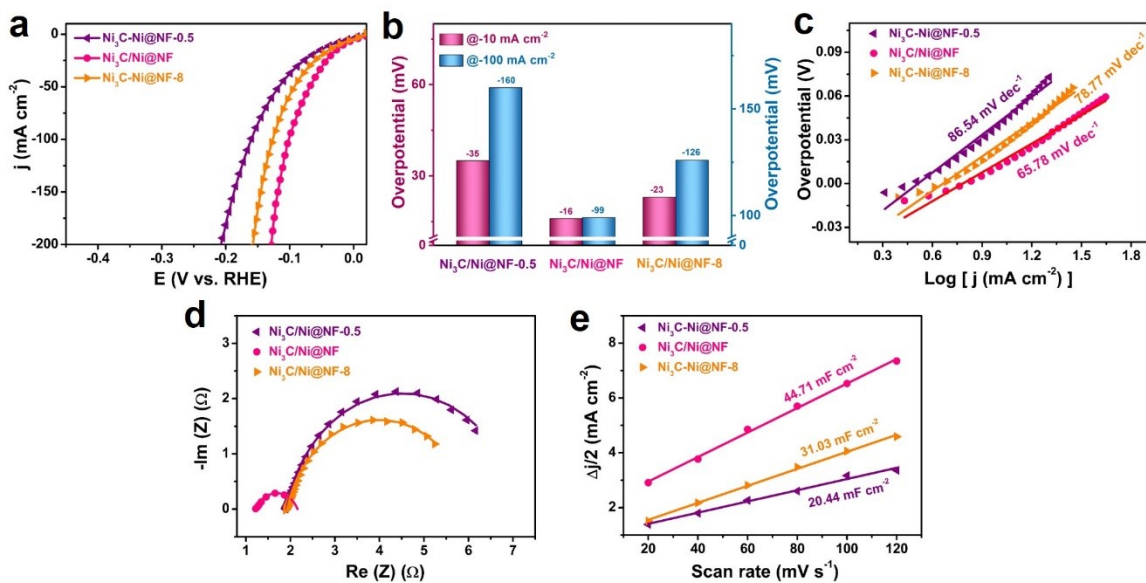 a
0
-50
-100
-150
-200
j (mA cm⁻²)
Ni₃C-Ni@NF-0.5
Ni₃C/Ni@NF
Ni₃C-Ni@NF-8
-0.4
-0.3
-0.2
-0.1
0.0
E (V vs. RHE)
b
@-10 mA cm⁻²
@-100 mA cm⁻²
Overpotential (mV)
60
30
0
-35
-160
-16
-99
-23
-126
150
100
0
Overpotential (mV)
Ni₃C/Ni@NF-0.5
Ni₃C/Ni@NF
Ni₃C/Ni@NF-8
c
Overpotential (V)
0.09
0.06
0.03
0.00
-0.03
Ni₃C-Ni@NF-0.5
Ni₃C/Ni@NF
Ni₃C-Ni@NF-8
86.54 mV dec⁻¹
78.77 mV dec⁻¹
65.78 mV dec⁻¹
0.3
0.6
0.9
1.2
1.5
1.8
Log [ j (mA cm⁻²) ]
d
-Im (Z) (Ω)
3
2
1
0
Ni₃C/Ni@NF-0.5
Ni₃C/Ni@NF
Ni₃C/Ni@NF-8
1
2
3
4
5
6
7
Re (Z) (Ω)
e
Δj/2 (mA cm⁻²)
8
6
4
2
Ni₃C-Ni@NF-0.5
Ni₃C/Ni@NF
Ni₃C-Ni@NF-8
44.71 mF cm⁻²
31.03 mF cm⁻²
20.44 mF cm⁻²
20
40
60
80
100
120
Scan rate (mV s⁻¹)